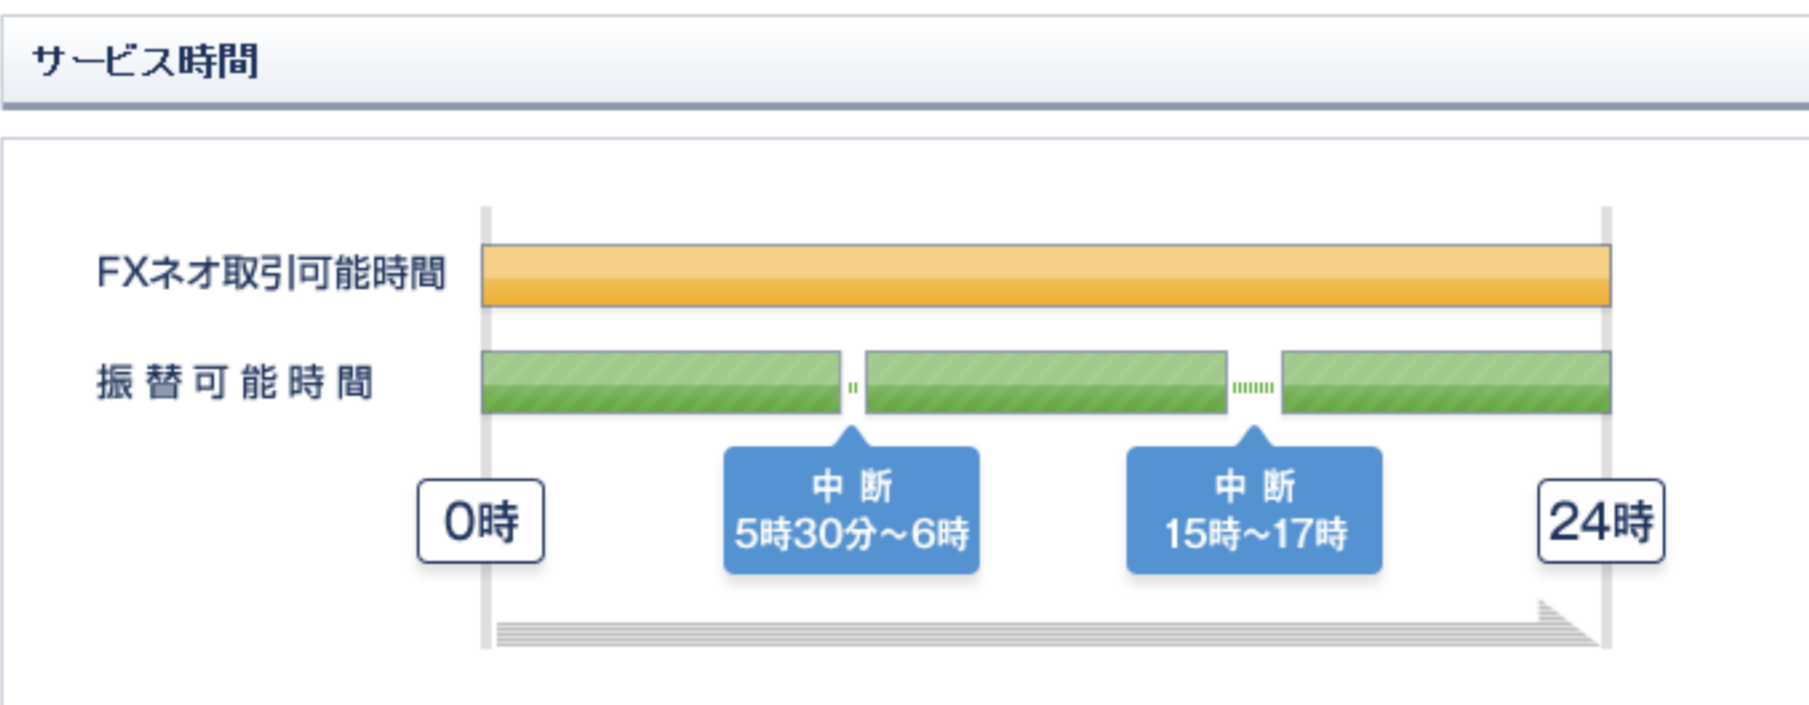 サービス時間
FXネオ取引可能時間
振替可能時間
中断
5時30分～6時
中断
15時～17時
0時
24時